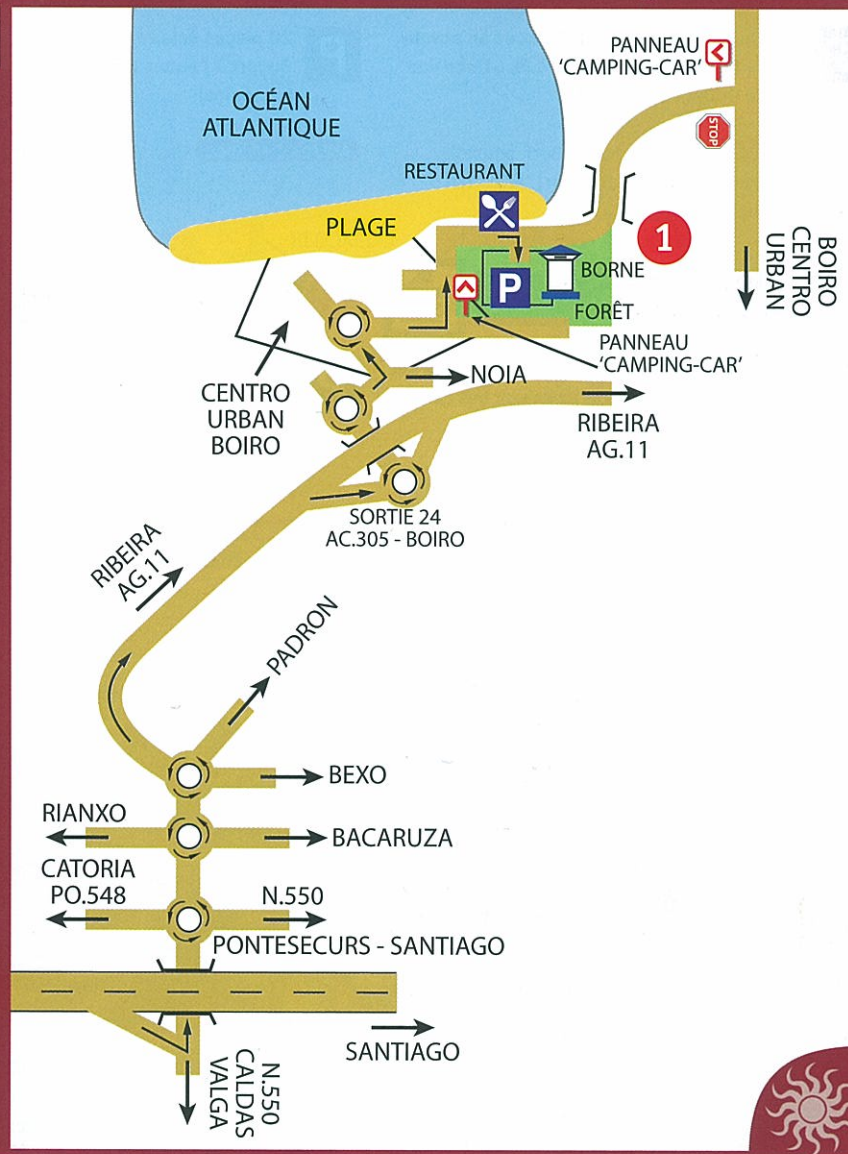 PANNEAU
'CAMPING-CAR'
OCÉAN
ATLANTIQUE
STOP
RESTAURANT
PLAGE
1
BORNE
P
FORÊT
BOIRO
CENTRO
URBAN
PANNEAU
'CAMPING-CAR'
NOIA
CENTRO
URBAN
BOIRO
RIBEIRA
AG.11
SORTIE 24
AC.305 - BOIRO
RIBEIRA
AG.11
PADRON
BEXO
RIANXO
BACARUZA
CATORIA
PO.548
N.550
PONTESECURS - SANTIAGO
SANTIAGO
N.550
CALDAS
VALGA